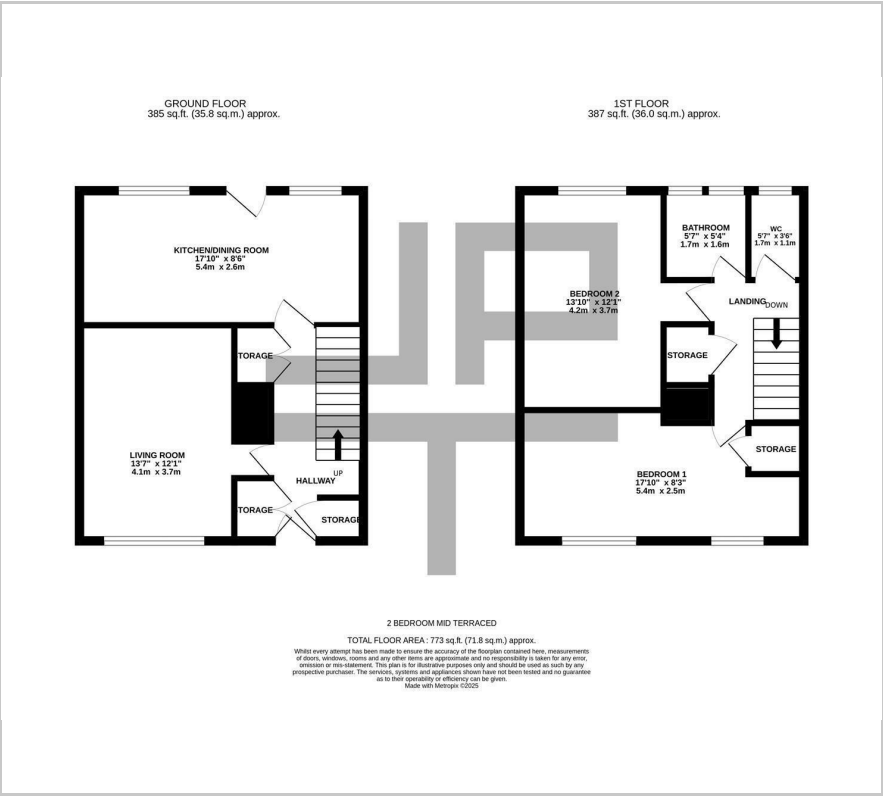 GROUND FLOOR
385 sq.ft. (35.8 sq.m.) approx.
1ST FLOOR
387 sq.ft. (36.0 sq.m.) approx.
KITCHEN/DINING ROOM
17'10" x 8'6"
5.4m x 2.6m
TORAGE
LIVING ROOM
13'7" x 12'1"
4.1m x 3.7m
UP
HALLWAY
TORAGE
STORAGE
BATHROOM
5'7" x 5'4"
1.7m x 1.6m
WC
5'7" x 3'6"
1.7m x 1.1m
BEDROOM 2
13'10" x 12'1"
4.2m x 3.7m
LANDING
DOWN
STORAGE
STORAGE
BEDROOM 1
17'10" x 8'3"
5.4m x 2.5m
2 BEDROOM MID TERRACED
TOTAL FLOOR AREA : 773 sq.ft. (71.8 sq.m.) approx.
Whilst every attempt has been made to ensure the accuracy of the floorplan contained here, measurements
of doors, windows, rooms and any other items are approximate and no responsibility is taken for any error,
omission or mis-statement. This plan is for illustrative purposes only and should be used as such by any
prospective purchaser. The services, systems and appliances shown have not been tested and no guarantee
as to their operability or efficiency can be given.
Made with Metropix ©2025